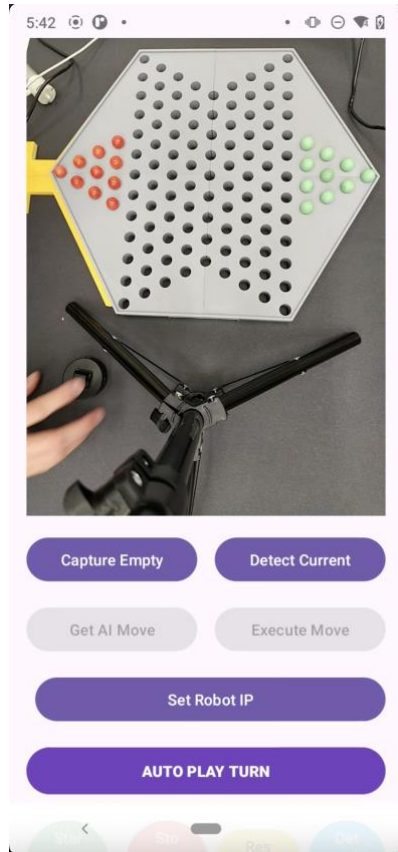 5:42
Capture Empty Detect Current
Get AI Move Execute Move
Set Robot IP
AUTO PLAY TURN